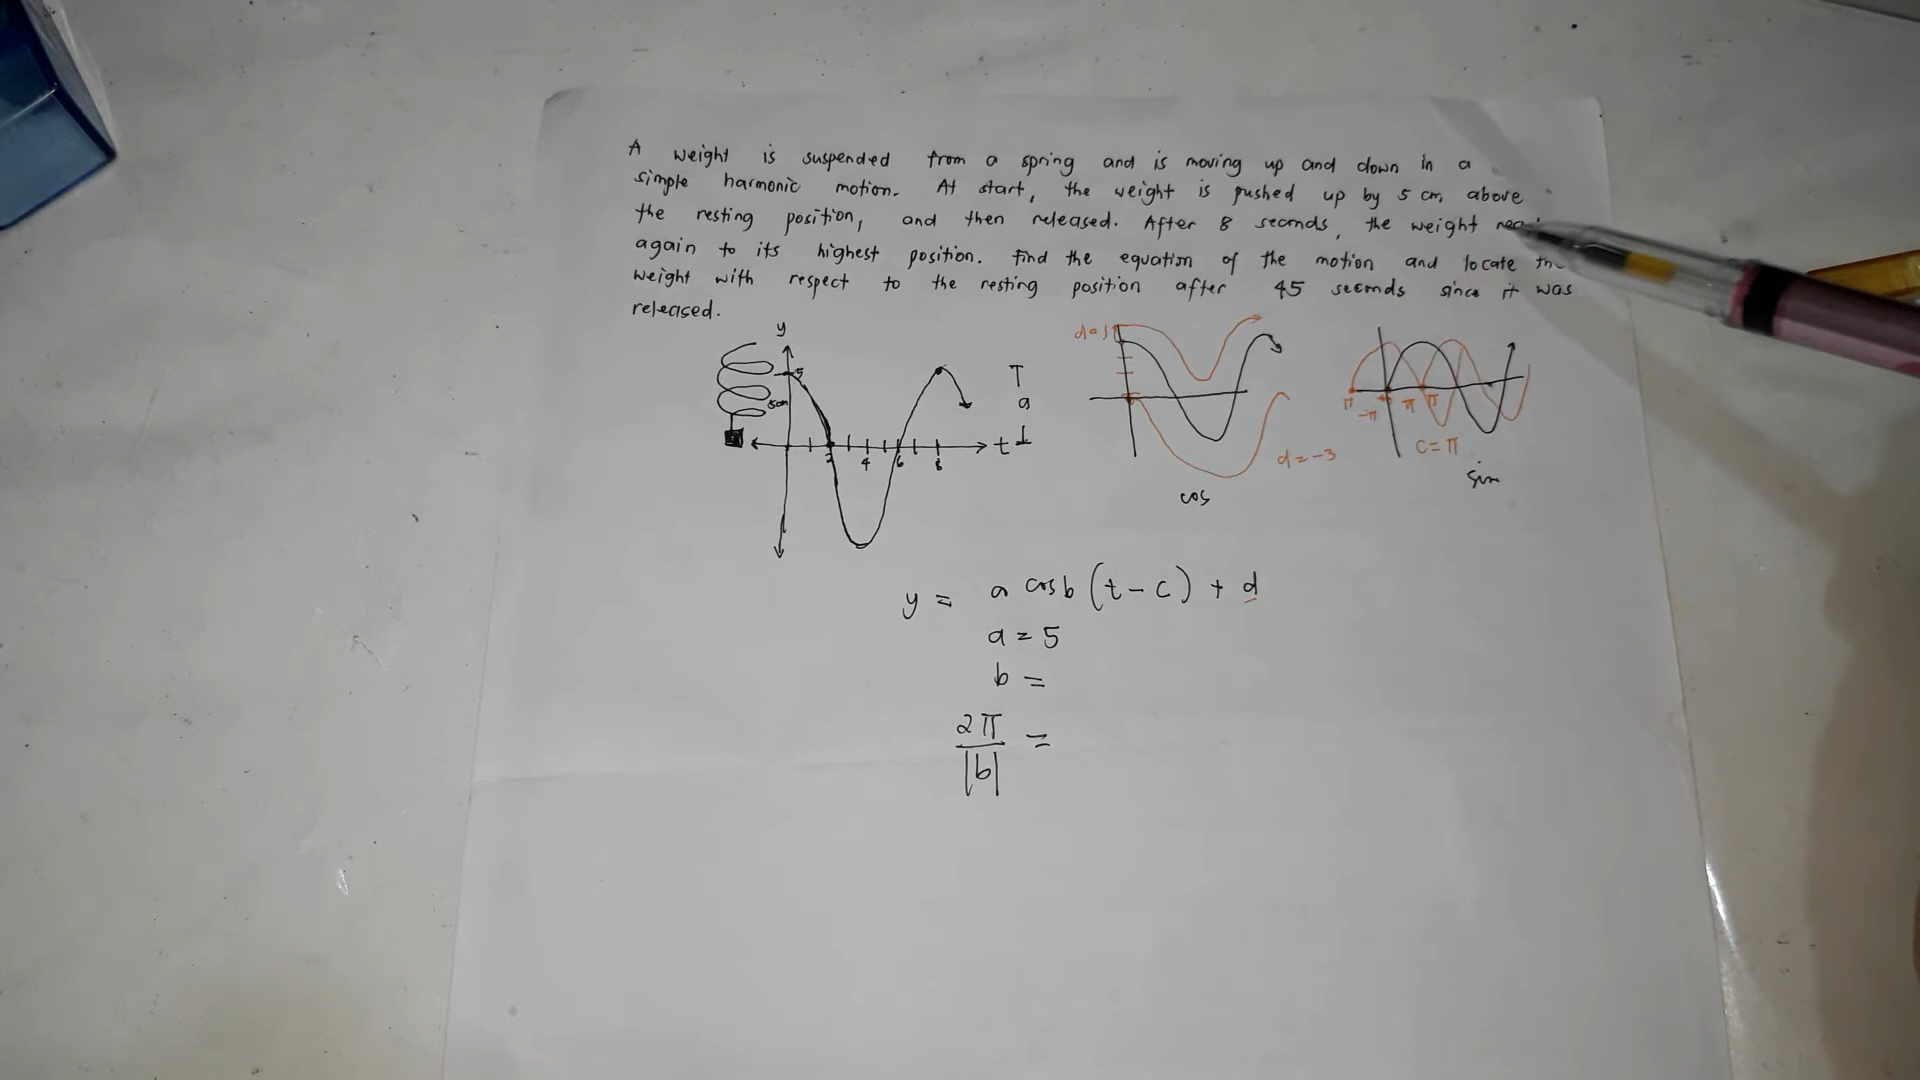 A weight is suspended from a spring and is moving up and down in a
simple harmonic motion. At start, the weight is pushed up by 5 cm above
the resting position, and then released. After 8 seconds, the weight
again to its highest position. Find the equation of the motion and locate
weight with respect to the resting position after 45 seconds since it was
released.
y
5
5cm
2 4 6 8
t
T
a
d=1
d=-3
cos
π -π π π
c=π
sin
y = a cos b (t - c) + d
a = 5
b =
2π
|b| =